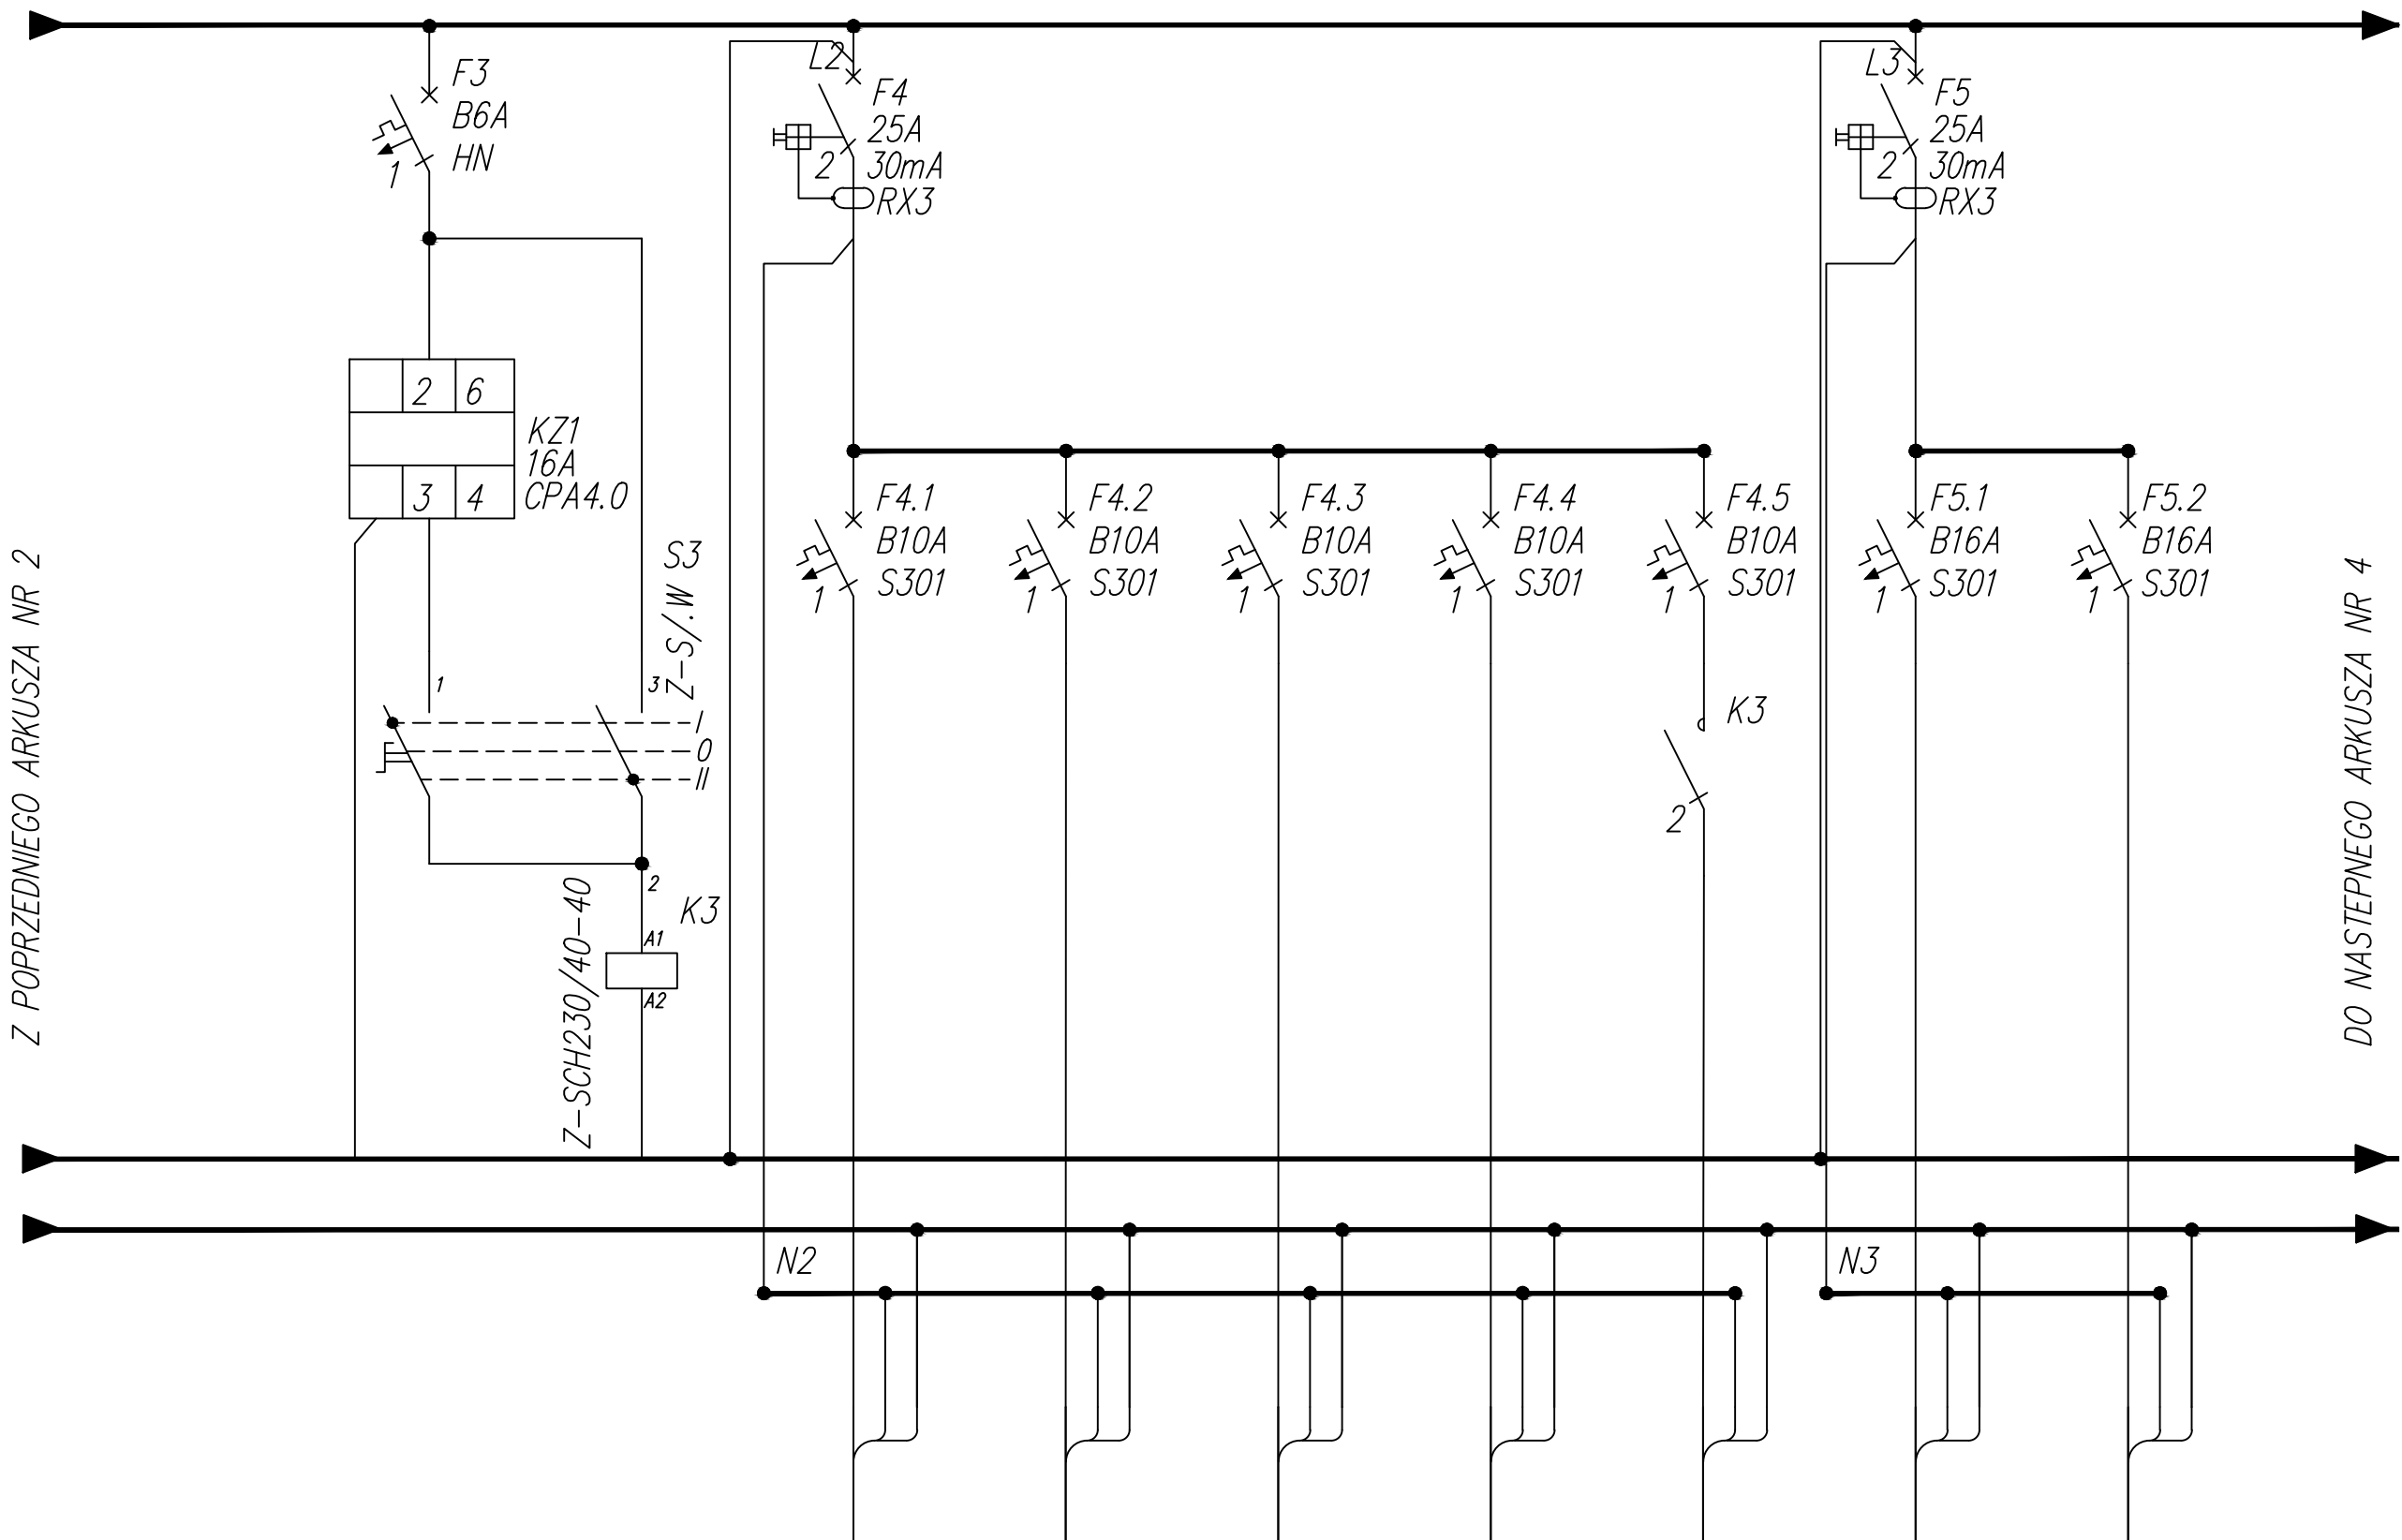 Z POPRZEDNIEGO ARKUSZA NR 2
F3
B6A
HN
1
2 6
KZ1
16A
3 4
CPA4.0
S3
Z-S/.W
1
3
I
0
II
2
K3
A1
A2
Z-SCH230/40-40
L2
F4
25A
2
30mA
RX3
F4.1
B10A
S301
1
F4.2
B10A
S301
1
F4.3
B10A
S301
1
F4.4
B10A
S301
1
F4.5
B10A
S301
1
K3
2
N2
L3
F5
25A
2
30mA
RX3
F5.1
B16A
S301
1
F5.2
B16A
S301
1
N3
DO NASTEPNEGO ARKUSZA NR 4